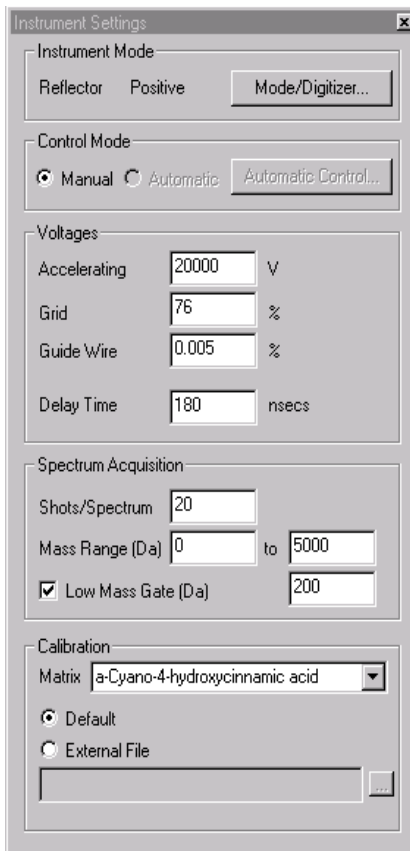 Instrument Settings
Instrument Mode
Reflector Positive Mode/Digitizer...
Control Mode
Manual Automatic Automatic Control...
Voltages
Accelerating 20000 V
Grid 76 %
Guide Wire 0.005 %
Delay Time 180 nsecs
Spectrum Acquisition
Shots/Spectrum 20
Mass Range (Da) 0 to 5000
Low Mass Gate (Da) 200
Calibration
Matrix a-Cyano-4-hydroxycinnamic acid
Default
External File
...